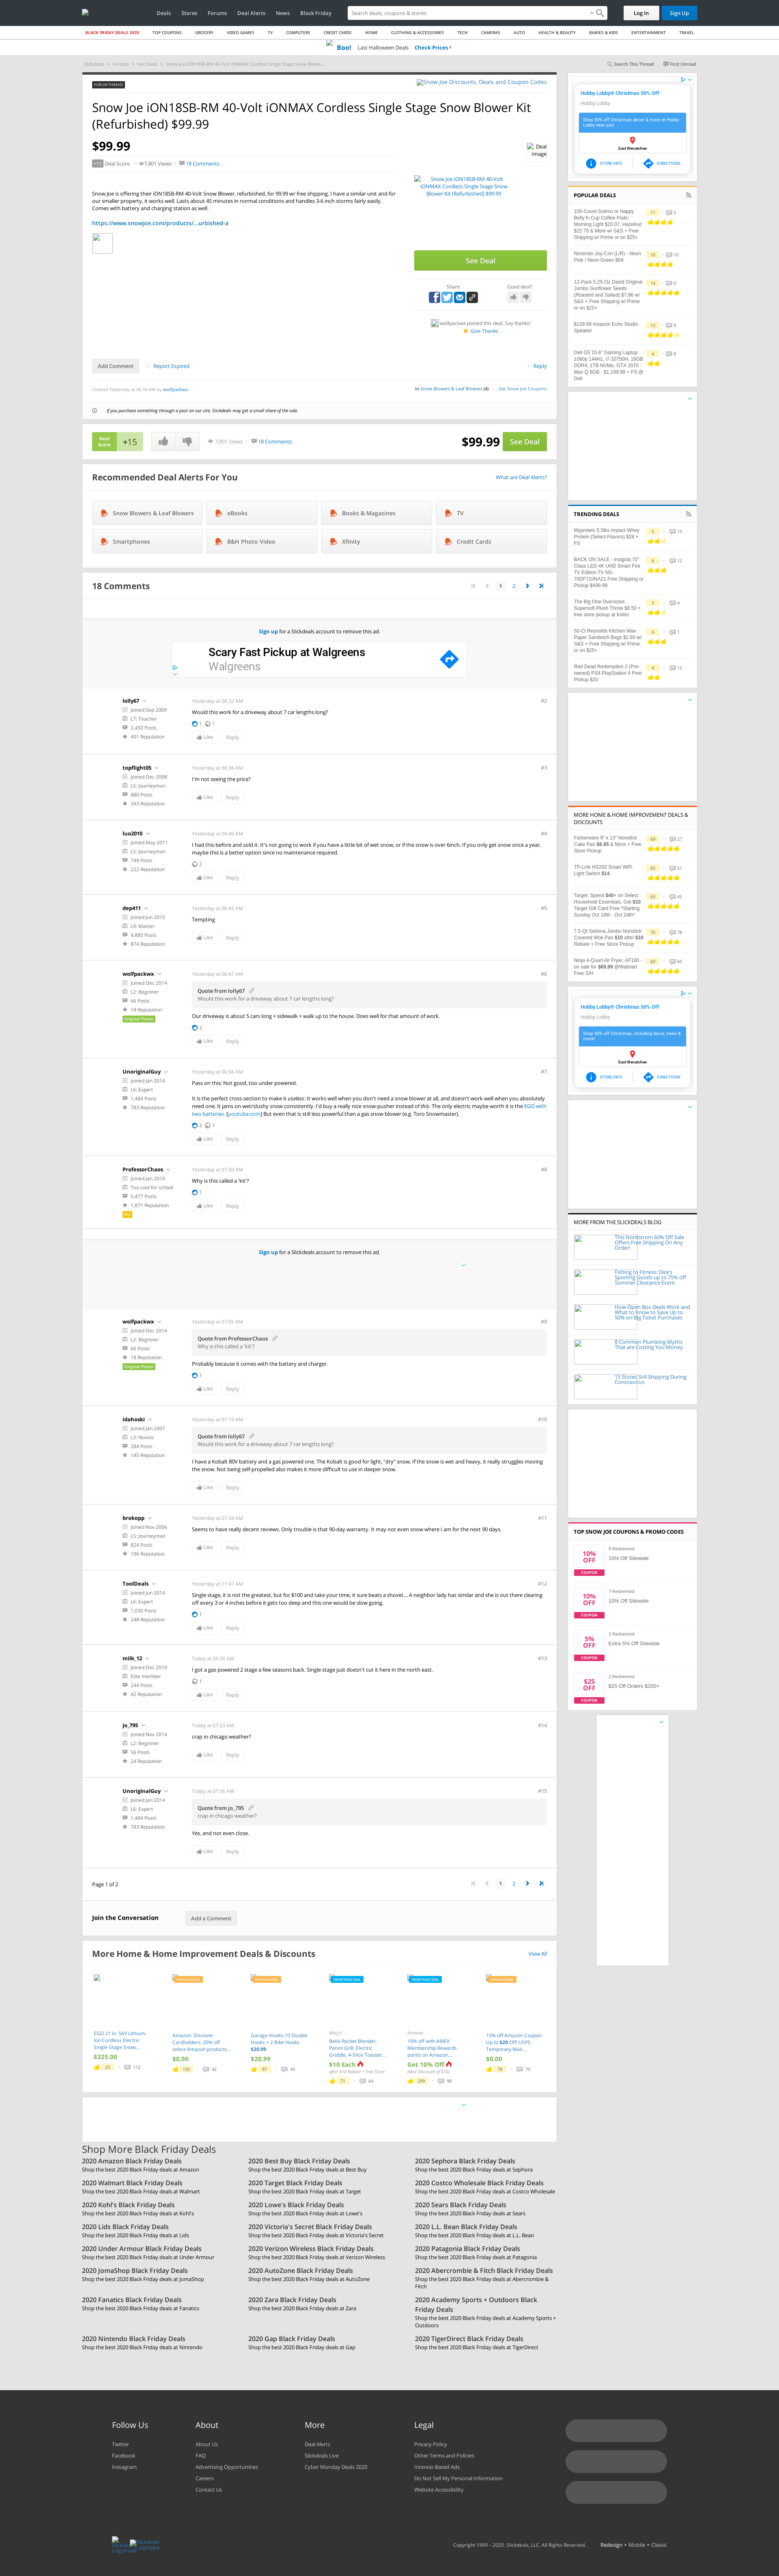 Deals
Stores
Forums
Deal Alerts
News
Black Friday
Search deals, coupons & stores
Log In
Sign Up
BLACK FRIDAY DEALS 2020
TOP COUPONS
GROCERY
VIDEO GAMES
TV
COMPUTERS
CREDIT CARDS
HOME
CLOTHING & ACCESSORIES
TECH
CAMERAS
AUTO
HEALTH & BEAUTY
BABIES & KIDS
ENTERTAINMENT
TRAVEL
Boo! Last Halloween Deals Check Prices ›
Slickdeals Forums Hot Deals Snow Joe iON18SB-RM 40-Volt iONMAX Cordless Single Stage Snow Blowe...
Search This Thread
First Unread
FORUM THREAD
Snow Joe Discounts, Deals and Coupon Codes
Snow Joe iON18SB-RM 40-Volt iONMAX Cordless Single Stage Snow Blower Kit
(Refurbished) $99.99
$99.99
+15 Deal Score 7,801 Views 18 Comments
Deal
Image
Snow Joe is offering their iON18SB-RM 40-Volt Snow Blower, refurbished, for 99.99 w/ free shipping. I have a similar unit and
for our purposes, it works well. Lasts about 45 min in normal conditions and handles 3-6 inch storms fairly easily.
Comes with battery and charging station as well.
https://www.snowjoe.com/products/...urbished-a
Snow Joe iON18SB-RM 40-Volt
iONMAX Cordless Single Stage Snow
Blower Kit (Refurbished) $99.99
See Deal
Share
Good deal?
wolfpackwx posted this deal. Say thanks!
Give Thanks
Add Comment
Report Expired
Reply
Created Yesterday at 06:16 AM by wolfpackwx
in Snow Blowers & Leaf Blowers (4)
Get Snow Joe Coupons
If you purchase something through a post on our site, Slickdeals may get a small share of the sale.
Deal
Score
+15
7,801 Views
18 Comments
$99.99
See Deal
Recommended Deal Alerts For You
What are Deal Alerts?
Snow Blowers & Leaf Blowers
eBooks
Books & Magazines
TV
Smartphones
B&H Photo Video
Xfinity
Credit Cards
18 Comments
1 2
Sign up for a Slickdeals account to remove this ad.
Scary Fast Pickup at Walgreens
Walgreens
lolly67
Joined Sep 2009
L7: Teacher
2,450 Posts
401 Reputation
Yesterday at 06:32 AM
#2
Would this work for a driveway about 7 car lengths long?
1 1
Like Reply
topflight05
Joined Dec 2008
L5: Journeyman
880 Posts
343 Reputation
Yesterday at 06:36 AM
#3
I'm not seeing the price?
Like Reply
luo2010
Joined May 2011
L5: Journeyman
749 Posts
222 Reputation
Yesterday at 06:40 AM
#4
I had this before and sold it. It's not going to work if you have a little bit of wet snow, or if the snow is over 6inch. If you only get snow once a year,
maybe this is a better option since no maintenance required.
2
Like Reply
dep411
Joined Jun 2010
L9: Master
4,885 Posts
874 Reputation
Yesterday at 06:45 AM
#5
Tempting
Like Reply
wolfpackwx
Joined Dec 2014
L2: Beginner
66 Posts
18 Reputation
Original Poster
Yesterday at 06:47 AM
#6
Quote from lolly67
Would this work for a driveway about 7 car lengths long?
Our driveway is about 5 cars long + sidewalk + walk up to the house. Does well for that amount of work.
2
Like Reply
UnoriginalGuy
Joined Jan 2014
L6: Expert
1,484 Posts
783 Reputation
Yesterday at 06:56 AM
#7
Pass on this: Not good, too under powered.
It is the perfect cross-section to make it useless: It works well when you don't need a snow blower at all, and doesn't work well when you absolutely
need one. It jams on wet/slushy snow consistently. I'd buy a really nice snow-pusher instead of this. The only electric maybe worth it is the EGO with
two batteries. [youtube.com] But even that is still less powerful than a gas snow blower (e.g. Toro Snowmaster).
2 1
Like Reply
ProfessorChaos
Joined Jan 2010
Too cool for school
5,477 Posts
1,871 Reputation
Pro
Yesterday at 07:00 AM
#8
Why is this called a 'kit'?
1
Like Reply
Sign up for a Slickdeals account to remove this ad.
wolfpackwx
Joined Dec 2014
L2: Beginner
66 Posts
18 Reputation
Original Poster
Yesterday at 07:05 AM
#9
Quote from ProfessorChaos
Why is this called a 'kit'?
Probably because it comes with the battery and charger.
1
Like Reply
idahoski
Joined Jan 2007
L3: Novice
284 Posts
145 Reputation
Yesterday at 07:10 AM
#10
Quote from lolly67
Would this work for a driveway about 7 car lengths long?
I have a Kobalt 80V battery and a gas powered one. The Kobalt is good for light, "dry" snow. If the snow is wet and heavy, it really struggles moving
the snow. Not being self-propelled also makes it more difficult to use in deeper snow.
Like Reply
brokopp
Joined Nov 2006
L5: Journeyman
824 Posts
196 Reputation
Yesterday at 07:34 AM
#11
Seems to have really decent reviews. Only trouble is that 90-day warranty. It may not even snow where I am for the next 90 days.
Like Reply
ToolDeals
Joined Jun 2014
L6: Expert
1,030 Posts
248 Reputation
Yesterday at 11:47 AM
#12
Single stage, it is not the greatest, but for $100 and take your time, it sure beats a shovel.... A neighbor lady has similar and she is out there clearing
off every 3 or 4 inches before it gets too deep and this one would be slow going.
1
Like Reply
milk_12
Joined Dec 2010
Elite member
244 Posts
42 Reputation
Today at 05:26 AM
#13
I got a gas powered 2 stage a few seasons back. Single stage just doesn't cut it here in the north east.
1
Like Reply
jo_795
Joined Nov 2014
L2: Beginner
56 Posts
24 Reputation
Today at 07:23 AM
#14
crap in chicago weather?
Like Reply
UnoriginalGuy
Joined Jan 2014
L6: Expert
1,484 Posts
783 Reputation
Today at 07:36 AM
#15
Quote from jo_795
crap in chicago weather?
Yes, and not even close.
Like Reply
Page 1 of 2
1 2
Join the Conversation
Add a Comment
More Home & Home Improvement Deals & Discounts
View All
EGO 21 in. 56V Lithium-
ion Cordless Electric
Single-Stage Snow...
$325.00
23 112
POPULAR DEAL
Amazon: Discover
Cardholders: 20% off
select Amazon products...
$0.00
150 42
POPULAR DEAL
Garage Hooks,10 Double
Hooks + 2-Bike Hooks
$20.99
$20.99
87 43
FRONTPAGE DEAL
Macy's
Bella Rocket Blender,
Panini Grill, Electric
Griddle, 4-Slice Toaster...
$10 Each
after $10 Rebate + Free Store
71 64
FRONTPAGE DEAL
Amazon
10% off with AMEX
Membership Rewards
points on Amazon....
Get 10% Off
(Max Discount of $10)
299 98
POPULAR DEAL
10% off Amazon Coupon
Up to $20 Off USPS
Temporary Mail...
$0.00
78 70
Shop More Black Friday Deals
2020 Amazon Black Friday Deals
Shop the best 2020 Black Friday deals at Amazon
2020 Best Buy Black Friday Deals
Shop the best 2020 Black Friday deals at Best Buy
2020 Sephora Black Friday Deals
Shop the best 2020 Black Friday deals at Sephora
2020 Walmart Black Friday Deals
Shop the best 2020 Black Friday deals at Walmart
2020 Target Black Friday Deals
Shop the best 2020 Black Friday deals at Target
2020 Costco Wholesale Black Friday Deals
Shop the best 2020 Black Friday deals at Costco Wholesale
2020 Kohl's Black Friday Deals
Shop the best 2020 Black Friday deals at Kohl's
2020 Lowe's Black Friday Deals
Shop the best 2020 Black Friday deals at Lowe's
2020 Sears Black Friday Deals
Shop the best 2020 Black Friday deals at Sears
2020 Lids Black Friday Deals
Shop the best 2020 Black Friday deals at Lids
2020 Victoria's Secret Black Friday Deals
Shop the best 2020 Black Friday deals at Victoria's Secret
2020 L.L. Bean Black Friday Deals
Shop the best 2020 Black Friday deals at L.L. Bean
2020 Under Armour Black Friday Deals
Shop the best 2020 Black Friday deals at Under Armour
2020 Verizon Wireless Black Friday Deals
Shop the best 2020 Black Friday deals at Verizon Wireless
2020 Patagonia Black Friday Deals
Shop the best 2020 Black Friday deals at Patagonia
2020 JomaShop Black Friday Deals
Shop the best 2020 Black Friday deals at JomaShop
2020 AutoZone Black Friday Deals
Shop the best 2020 Black Friday deals at AutoZone
2020 Abercrombie & Fitch Black Friday Deals
Shop the best 2020 Black Friday deals at Abercrombie &
Fitch
2020 Fanatics Black Friday Deals
Shop the best 2020 Black Friday deals at Fanatics
2020 Zara Black Friday Deals
Shop the best 2020 Black Friday deals at Zara
2020 Academy Sports + Outdoors Black
Friday Deals
Shop the best 2020 Black Friday deals at Academy Sports +
Outdoors
2020 Nintendo Black Friday Deals
Shop the best 2020 Black Friday deals at Nintendo
2020 Gap Black Friday Deals
Shop the best 2020 Black Friday deals at Gap
2020 TigerDirect Black Friday Deals
Shop the best 2020 Black Friday deals at TigerDirect
Hobby Lobby® Christmas 50% Off
Hobby Lobby
Shop 50% off Christmas decor & more at Hobby
Lobby near you!
East Wenatchee
STORE INFO
DIRECTIONS
POPULAR DEALS
100-Count Solimo or Happy
Belly K-Cup Coffee Pods:
Morning Light $20.07, Hazelnut
$22.79 & More w/ S&S + Free
Shipping w/ Prime or on $25+
11 5
Nintendo Joy-Con (L/R) - Neon
Pink / Neon Green $69
10 16
12-Pack 5.25-Oz David Original
Jumbo Sunflower Seeds
(Roasted and Salted) $7.86 w/
S&S + Free Shipping w/ Prime
or on $25+
14 6
$129.99 Amazon Echo Studio
Speaker
12 9
Dell G5 15.6" Gaming Laptop:
1080p 144Hz, i7-10750H, 16GB
DDR4, 1TB NVMe, GTX 2070
Max Q 8GB - $1,199.99 + FS @
Dell
4 8
TRENDING DEALS
Myprotein 5.5lbs Impact Whey
Protein (Select Flavors) $28 +
FS
5 15
BACK ON SALE - Insignia 70"
Class LED 4K UHD Smart Fire
TV Edition TV NS-
70DF710NA21 Free Shipping or
Pickup $499.99
6 12
The Big One Oversized
Supersoft Plush Throw $8.50 +
free store pickup at Kohls
5 4
50-Ct Reynolds Kitchen Wax
Paper Sandwich Bags $2.60 w/
S&S + Free Shipping w/ Prime
or on $25+
6 1
Red Dead Redemption 2 (Pre-
owned) PS4 PlayStation 4 Free
Pickup $20
4 12
MORE HOME & HOME IMPROVEMENT DEALS &
DISCOUNTS
Farberware 9" x 13" Nonstick
Cake Pan $6.95 & More + Free
Store Pickup
69 27
TP-Link HS200 Smart WiFi
Light Switch $14
65 51
Target: Spend $40+ on Select
Household Essentials, Get $10
Target Gift Card Free *Starting
Sunday Oct 18th - Oct 24th*
63 45
7.5-Qt Sedona Jumbo Nonstick
Covered Wok Pan $10 after $10
Rebate + Free Store Pickup
70 78
Ninja 4-Quart Air Fryer, AF100 -
on sale for $69.99 @Walmart
Free S/H
69 65
Hobby Lobby® Christmas 50% Off
Hobby Lobby
Shop 50% off Christmas, including decor, trees &
more!
East Wenatchee
STORE INFO
DIRECTIONS
MORE FROM THE SLICKDEALS BLOG
This Nordstrom 60% Off Sale
Offers Free Shipping On Any
Order!
Fishing to Fitness: Dick's
Sporting Goods up to 75% off
Summer Clearance Event
How Open Box Deals Work and
What to Know to Save Up to
50% on Big Ticket Purchases
8 Common Plumbing Myths
That are Costing You Money
15 Stores Still Shipping During
Coronavirus
TOP SNOW JOE COUPONS & PROMO CODES
10%
OFF
COUPON
8 Redeemed
10% Off Sitewide
10%
OFF
COUPON
7 Redeemed
10% Off Sitewide
5%
OFF
COUPON
3 Redeemed
Extra 5% Off Sitewide
$25
OFF
COUPON
2 Redeemed
$25 Off Orders $200+
Follow Us
Twitter
Facebook
Instagram
About
About Us
FAQ
Advertising Opportunities
Careers
Contact Us
More
Deal Alerts
Slickdeals Live
Cyber Monday Deals 2020
Legal
Privacy Policy
Other Terms and Policies
Interest-Based Ads
Do Not Sell My Personal Information
Website Accessibility
Copyright 1999 – 2020. Slickdeals, LLC. All Rights Reserved.
Redesign • Mobile • Classic